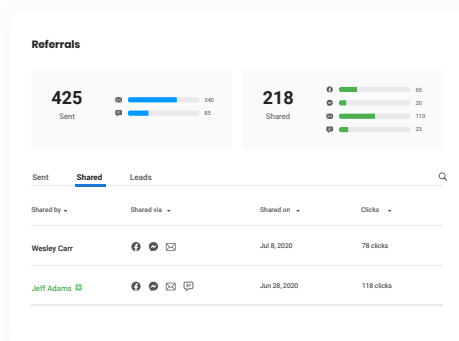 Referrals
425
Sent
340
85
218
Shared
65
20
110
23
Sent Shared Leads
Shared by Shared via Shared on Clicks
Wesley Carr Jul 8, 2020 78 clicks
Jeff Adams Jun 28, 2020 118 clicks